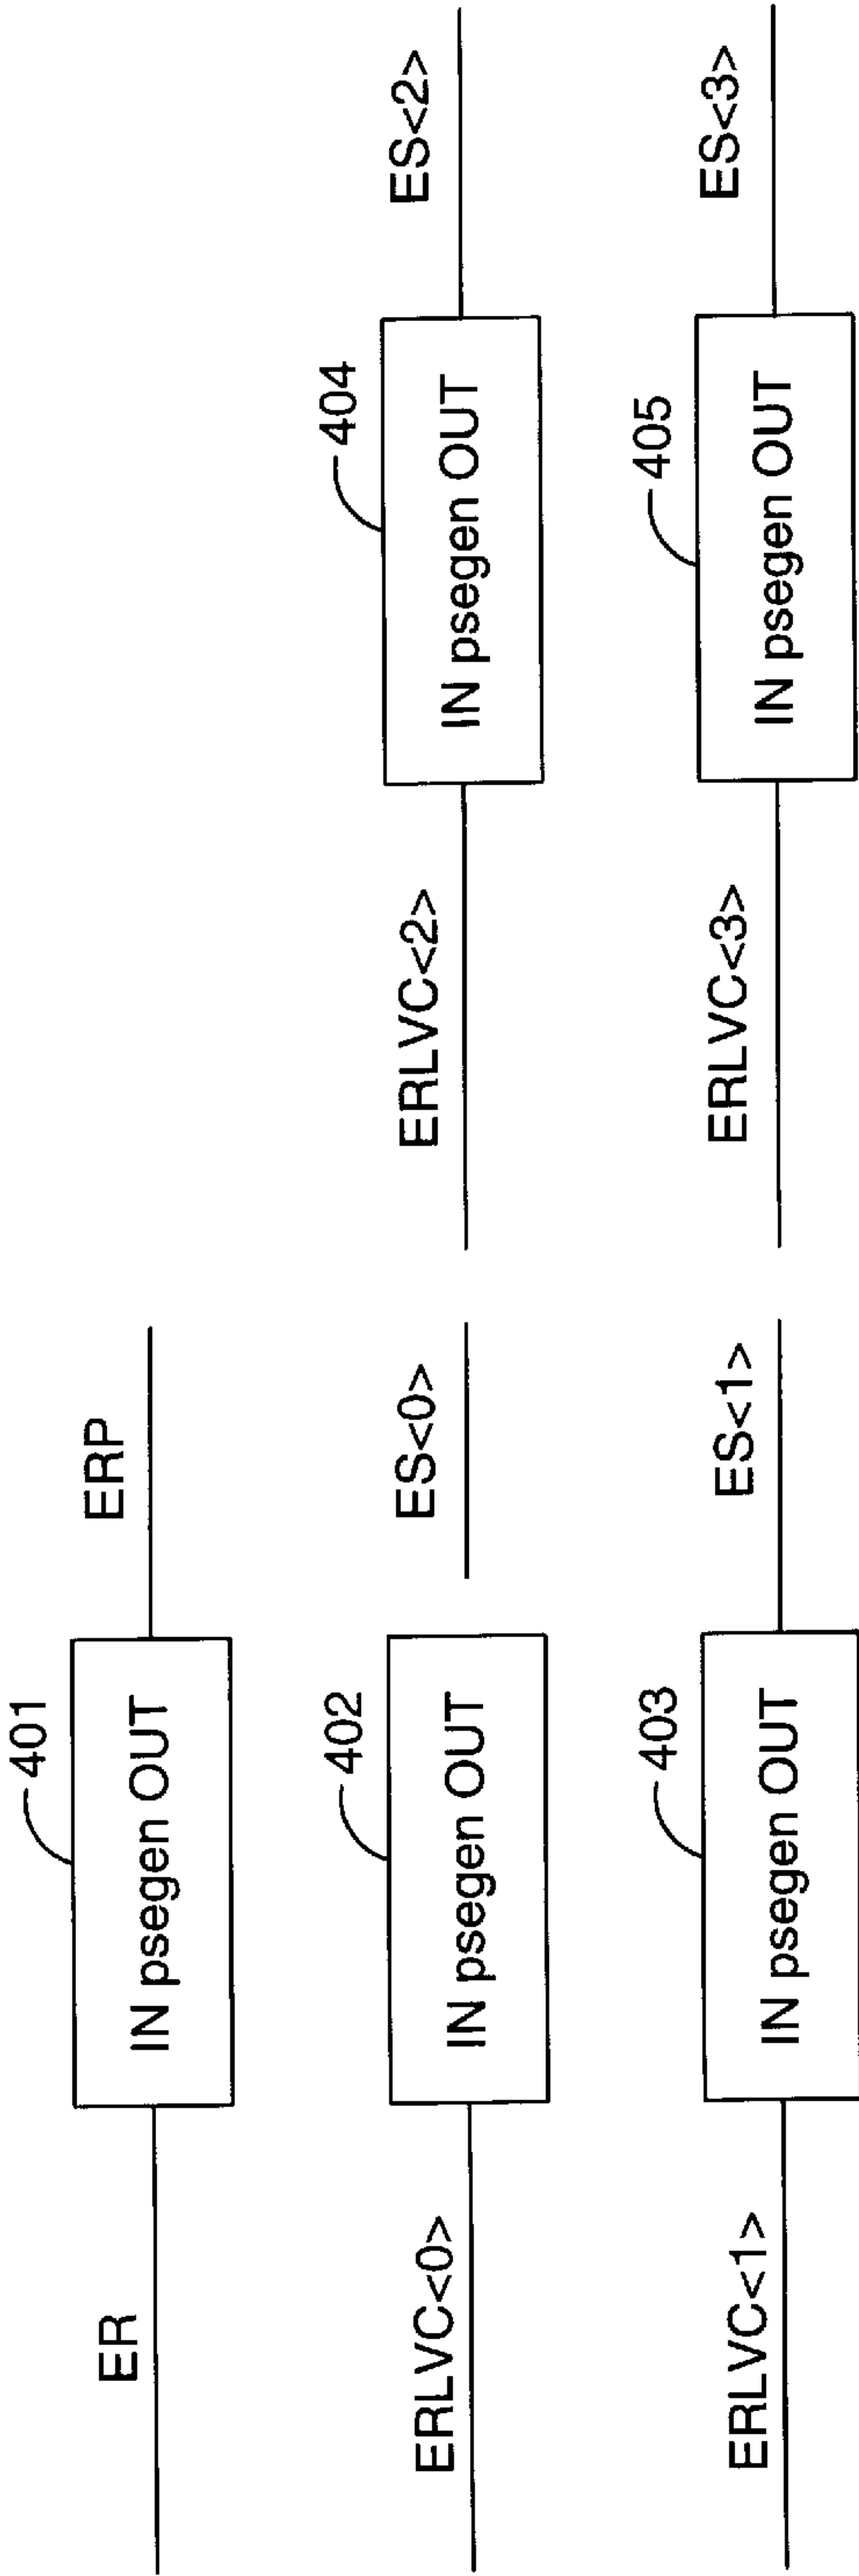 401
ER
IN psegen OUT
ERP
402
ERLVC<0>
IN psegen OUT
ES<0>
403
ERLVC<1>
IN psegen OUT
ES<1>
404
ERLVC<2>
IN psegen OUT
ES<2>
405
ERLVC<3>
IN psegen OUT
ES<3>